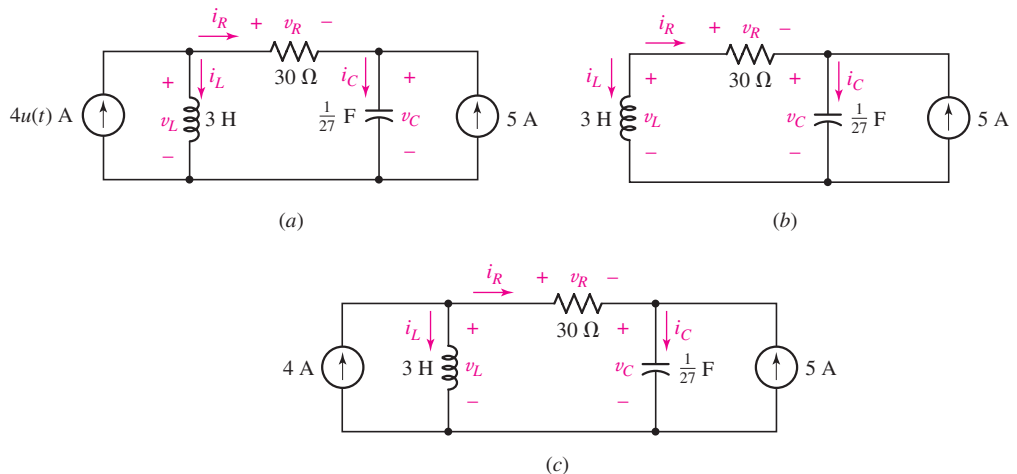 i_R + v_R −
30 Ω
4u(t) A
+
v_L
−
i_L
3 H
i_C
1/27 F
+
v_C
−
5 A
(a)
i_R + v_R −
30 Ω
i_L
3 H
+
v_L
−
+
v_C
−
i_C
1/27 F
5 A
(b)
i_R + v_R −
30 Ω
4 A
i_L
3 H
+
v_L
−
+
v_C
−
i_C
1/27 F
5 A
(c)